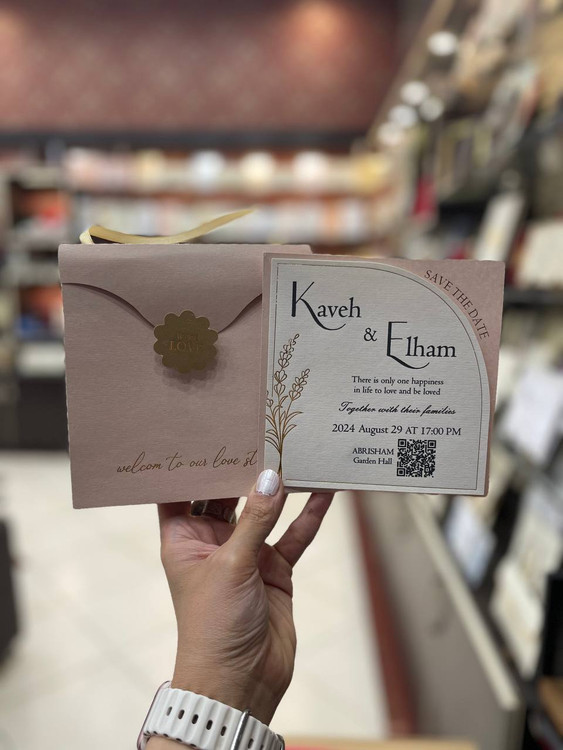 LOVE
welcom to our love st
SAVE THE DATE
Kaveh
& Elham
There is only one happiness
in life to love and be loved
Together with their families
2024 August 29 AT 17:00 PM
ABRISHAM
Garden Hall